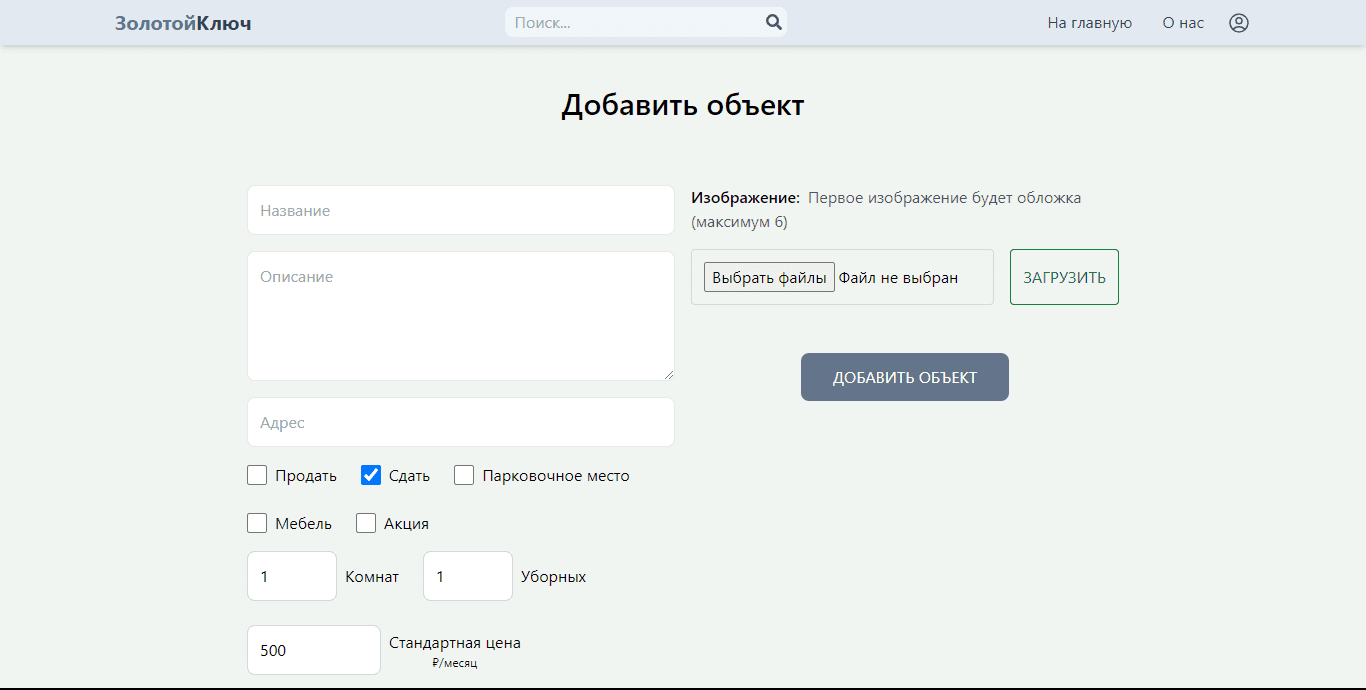 ЗолотойКлюч
Поиск...
На главную
О нас
Добавить объект
Название
Описание
Адрес
Продать
Сдать
Парковочное место
Мебель
Акция
1 Комнат
1 Уборных
500 Стандартная цена
₽/месяц
Изображение: Первое изображение будет обложка
(максимум 6)
Выбрать файлы Файл не выбран
ЗАГРУЗИТЬ
ДОБАВИТЬ ОБЪЕКТ